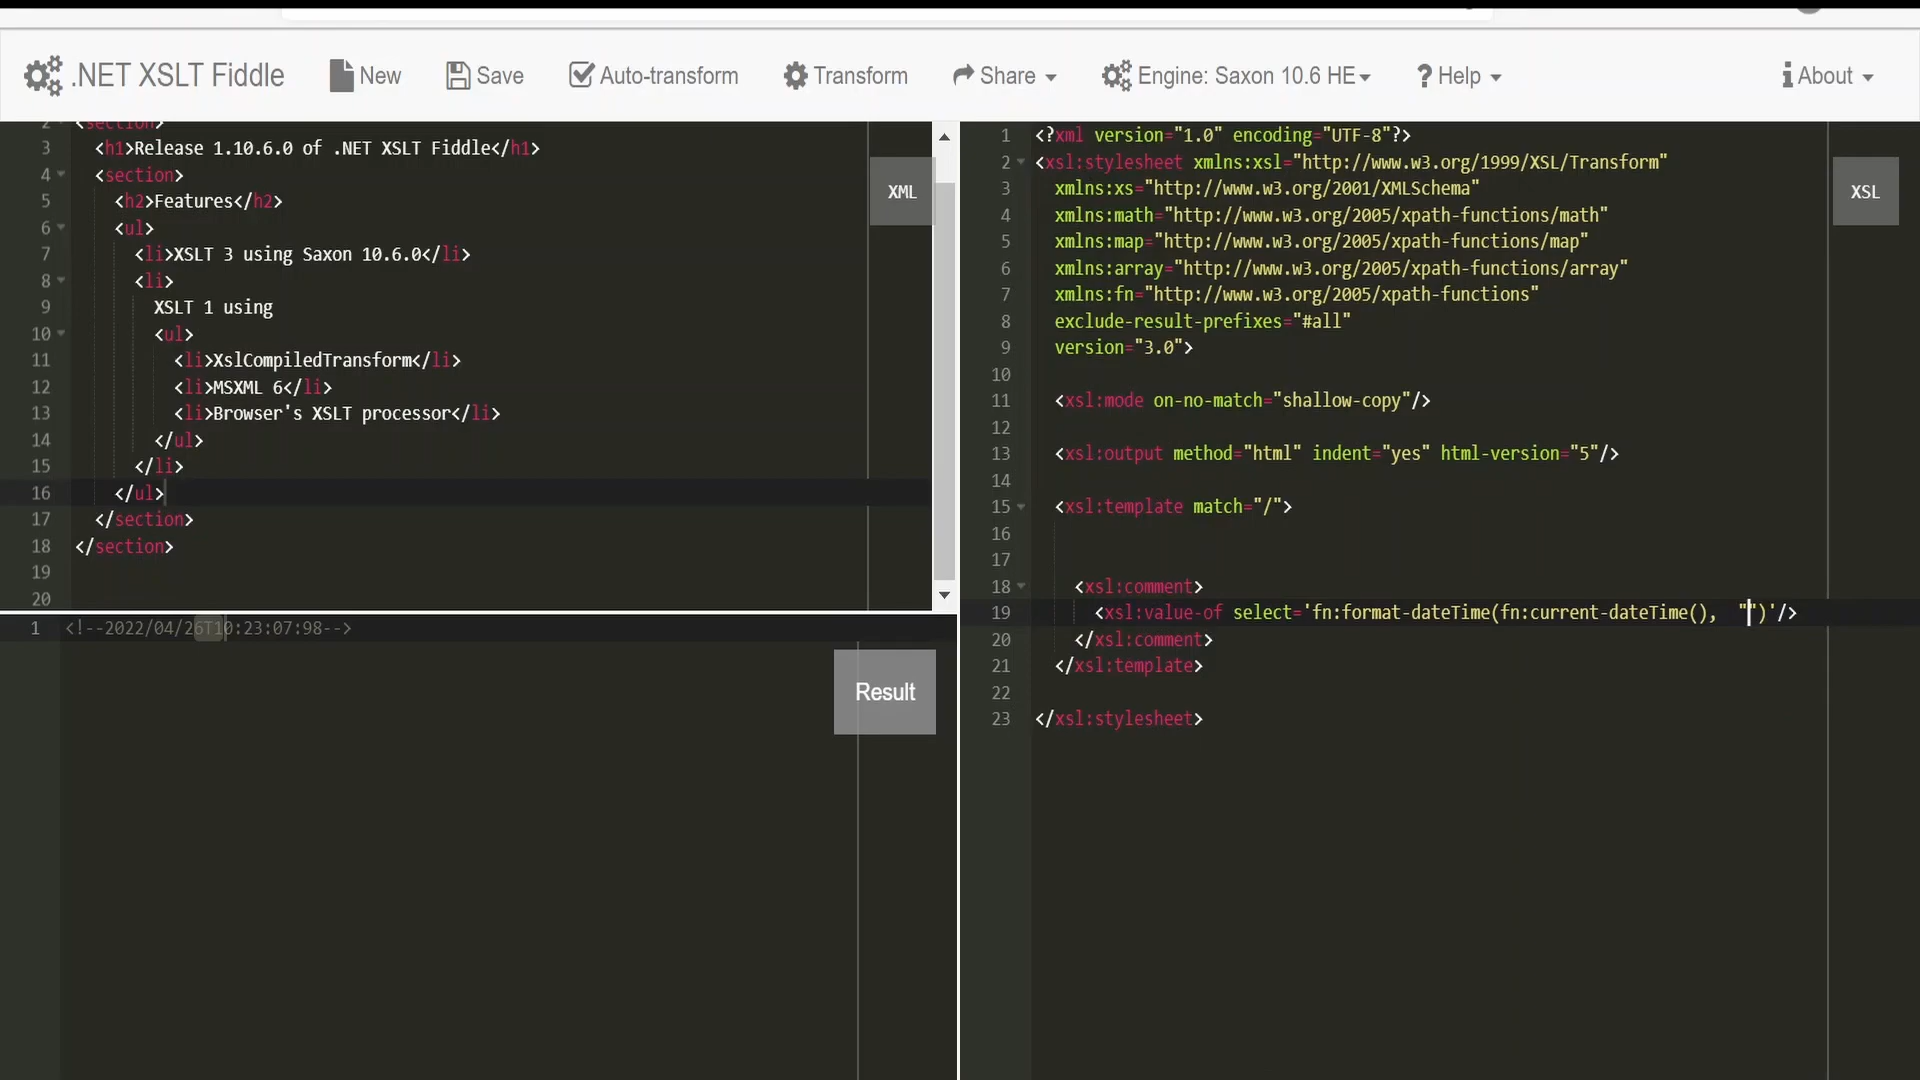 .NET XSLT Fiddle New Save Auto-transform Transform Share Engine: Saxon 10.6 HE ? Help About
2 <section>
3 <h1>Release 1.10.6.0 of .NET XSLT Fiddle</h1>
4 <section>
5 <h2>Features</h2>
6 <ul>
7 <li>XSLT 3 using Saxon 10.6.0</li>
8 <li>
9 XSLT 1 using
10 <ul>
11 <li>XslCompiledTransform</li>
12 <li>MSXML 6</li>
13 <li>Browser's XSLT processor</li>
14 </ul>
15 </li>
16 </ul>
17 </section>
18 </section>
19
20
XML
1 <!--2022/04/26T10:23:07:98-->
Result
1 <?xml version="1.0" encoding="UTF-8"?>
2 <xsl:stylesheet xmlns:xsl="http://www.w3.org/1999/XSL/Transform"
3 xmlns:xs="http://www.w3.org/2001/XMLSchema"
4 xmlns:math="http://www.w3.org/2005/xpath-functions/math"
5 xmlns:map="http://www.w3.org/2005/xpath-functions/map"
6 xmlns:array="http://www.w3.org/2005/xpath-functions/array"
7 xmlns:fn="http://www.w3.org/2005/xpath-functions"
8 exclude-result-prefixes="#all"
9 version="3.0">
10
11 <xsl:mode on-no-match="shallow-copy"/>
12
13 <xsl:output method="html" indent="yes" html-version="5"/>
14
15 <xsl:template match="/">
16
17
18 <xsl:comment>
19 <xsl:value-of select='fn:format-dateTime(fn:current-dateTime(), "")'/>
20 </xsl:comment>
21 </xsl:template>
22
23 </xsl:stylesheet>
XSL